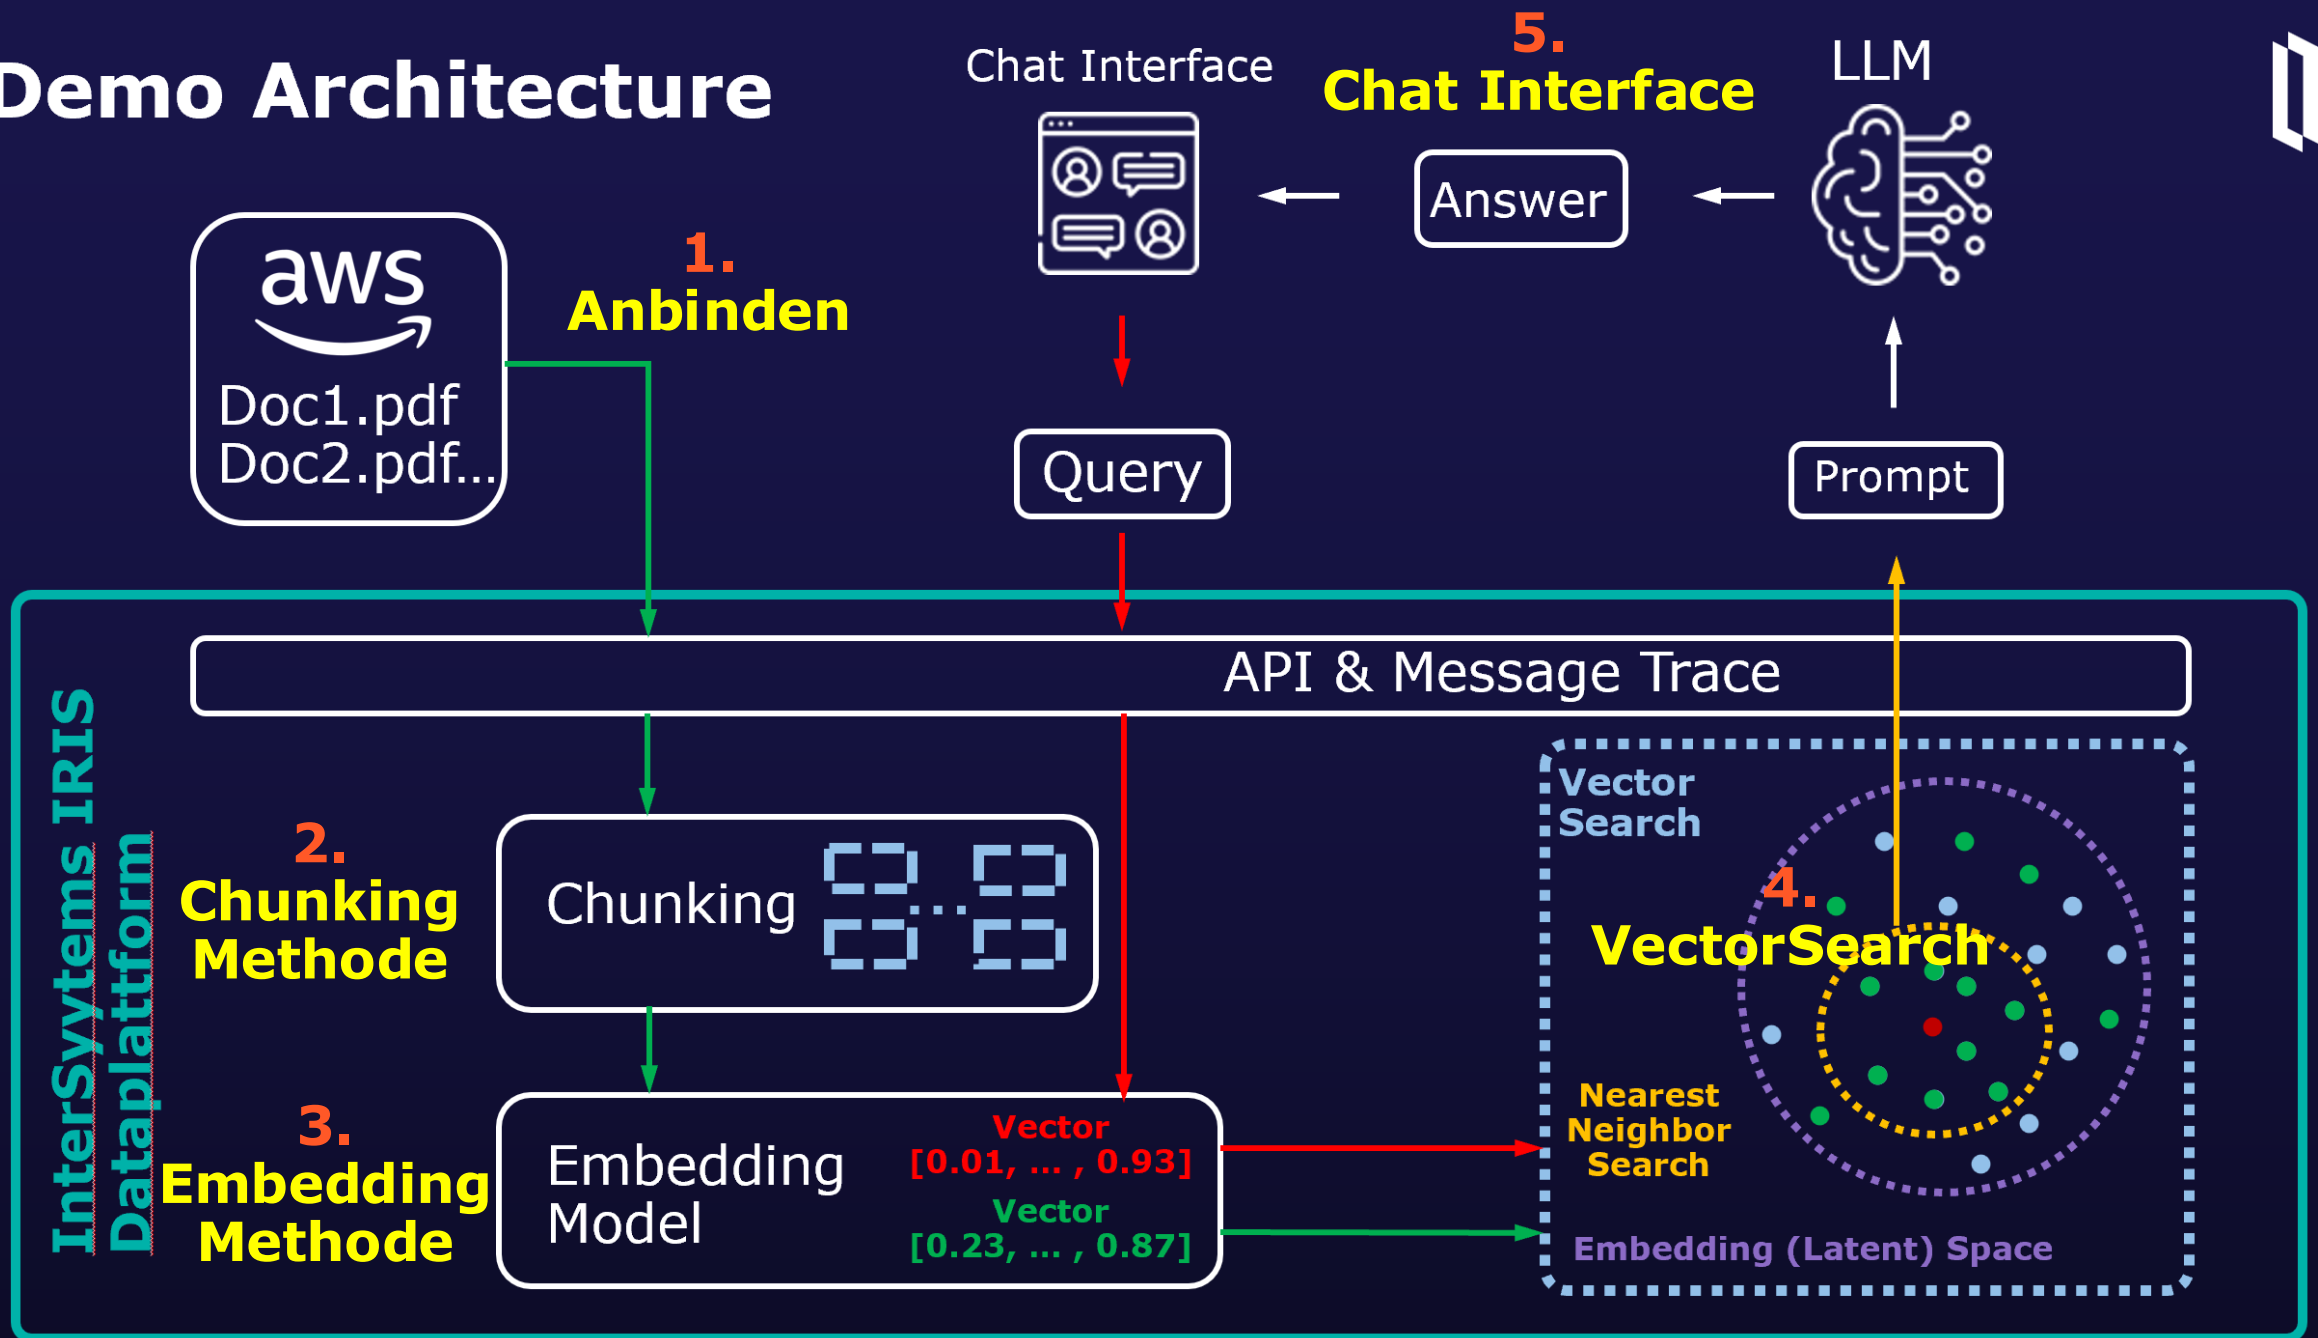 Demo Architecture
aws
Doc1.pdf
Doc2.pdf...
1.
Anbinden
Chat Interface
5.
Chat Interface
LLM
Answer
Query
Prompt
InterSyytems IRIS
Dataplattform
API & Message Trace
2.
Chunking
Methode
Chunking
...
3.
Embedding
Methode
Embedding
Model
Vector
[0.01, ... , 0.93]
Vector
[0.23, ... , 0.87]
Vector
Search
4.
VectorSearch
Nearest
Neighbor
Search
Embedding (Latent) Space